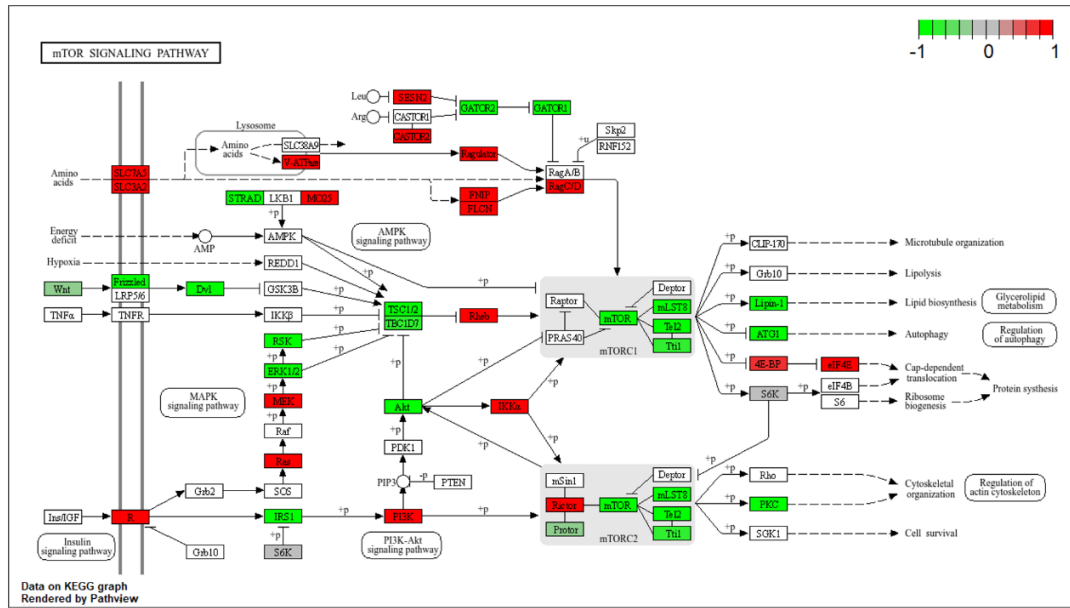 -1 0 1
mTOR SIGNALING PATHWAY
Leu SESN2
GATOR2 GATOR1
Arg CASTOR1
CASTOR2
Lysosome
Amino acids
SLC38A9
V-ATPase
Ragulator
Skp2
RNF152
+u
RagA/B
RagC/D
Amino acids
SLC7A5
SLC3A2
FNIP
FLCN
STRAD LKB1 MO25
+p
Energy deficit
AMP
AMPK
AMPK signaling pathway
Hypoxia
REDD1
+p
+p
+p
Wnt
Frizzled
LRP5/6
Dvl
GSK3B
+p
TNFα
TNFR
IKKβ
+p
TSC1/2
TBC1D7
Rheb
Raptor
Deptor
mTOR
mLST8
Tel2
Tti1
PRAS40
mTORC1
+p
CLIP-170
Microtubule organization
+p
Grb10
Lipolysis
+p
Lipin-1
Lipid biosynthesis
Glycerolipid metabolism
+p
ATG1
Autophagy
Regulation of autophagy
+p
4E-BP
eIF4E
Cap-dependent translocation
+p
S6K
+p
eIF4B
S6
Ribosome biogenesis
Protein systhesis
RSK
+p
+p
ERK1/2
+p
+p
MEK
+p
Raf
+p
Ras
MAPK signaling pathway
+p
Akt
IKKα
+p
+p
+p
+p
+p
PDK1
+p
PIP3
-p
PTEN
+p
Grb2
SOS
Ins/IGF
R
+p
IRS1
+p
PI3K
+p
Insulin signaling pathway
Grb10
+p
S6K
PI3K-Akt signaling pathway
mSin1
Deptor
Rictor
mTOR
mLST8
Tel2
Protor
Tti1
mTORC2
+p
+p
Rho
Cytoskeletal organization
Regulation of actin cytoskeleton
+p
PKC
+p
SGK1
Cell survival
Data on KEGG graph
Rendered by Pathview